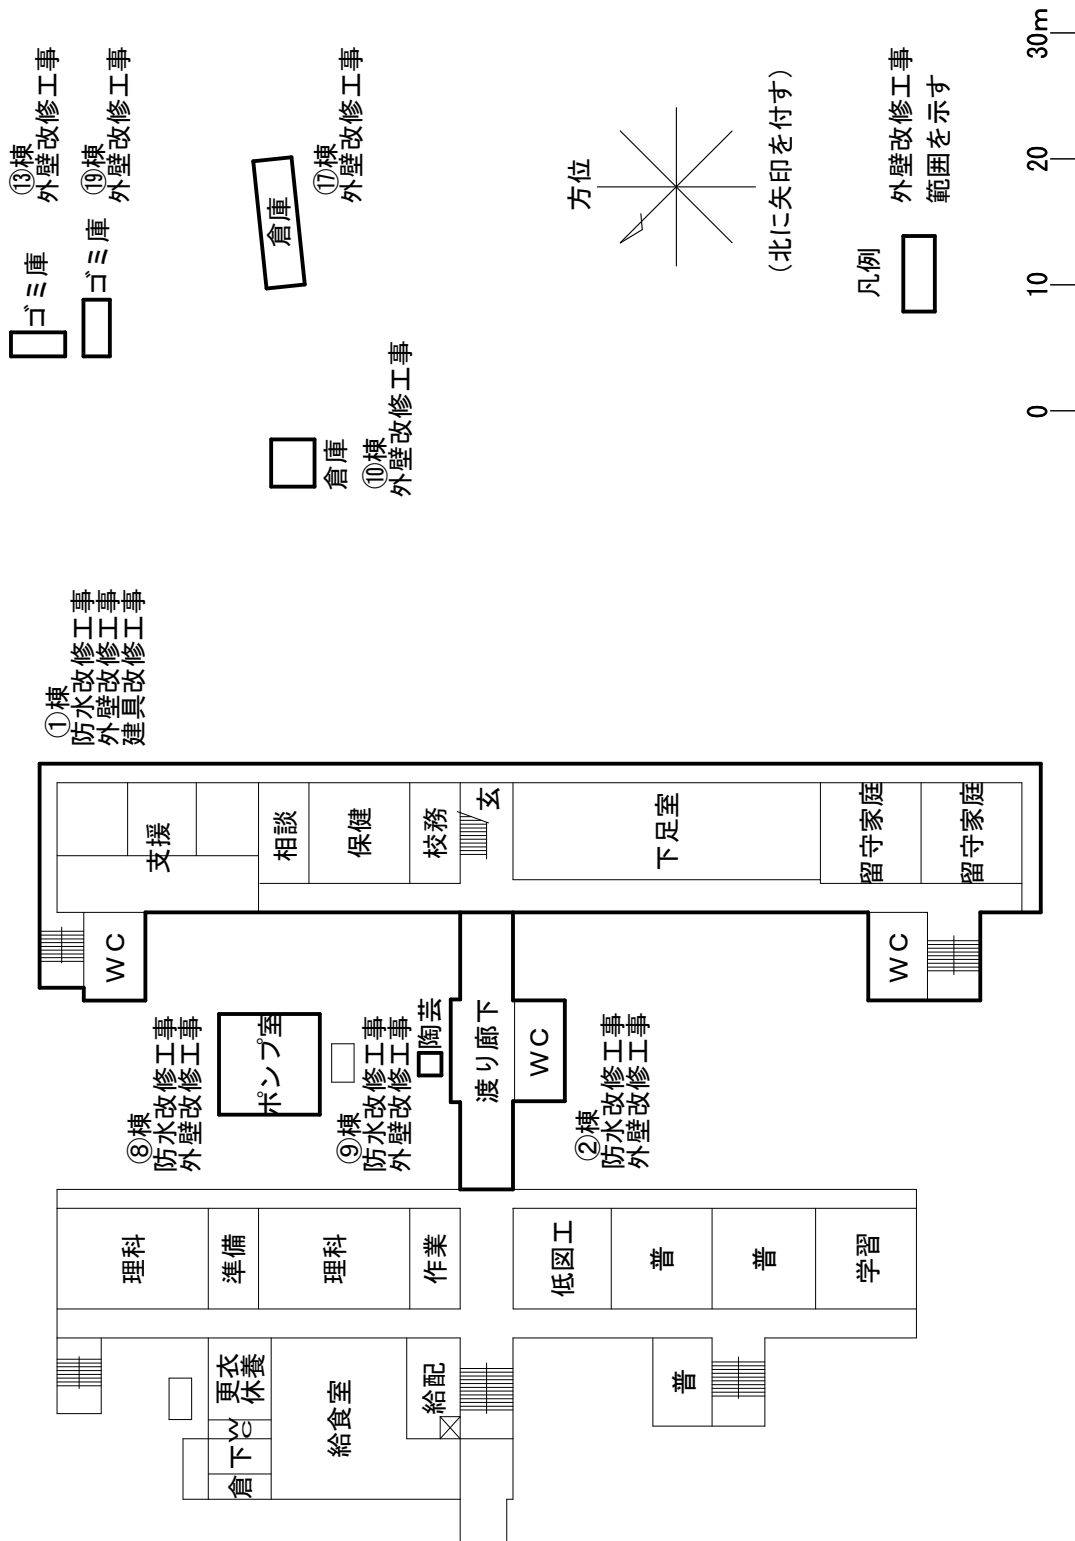 ⑬棟
外壁改修工事
ゴミ庫
⑲棟
外壁改修工事
ゴミ庫
倉庫
⑰棟
外壁改修工事
倉庫
⑩棟
外壁改修工事
方位
(北に矢印を付す)
凡例
外壁改修工事
範囲を示す
0
10
20
30m
①棟
防水改修工事
外壁改修工事
建具改修工事
支援
相談
保健
校務
玄
下足室
留守家庭
留守家庭
WC
WC
⑧棟
防水改修工事
外壁改修工事
ポンプ室
⑨棟
防水改修工事
外壁改修工事
陶芸
渡り廊下
WC
②棟
防水改修工事
外壁改修工事
理科
準備
理科
作業
低図工
普
普
学習
更衣
休養
WC
下
倉
給食室
給配
普